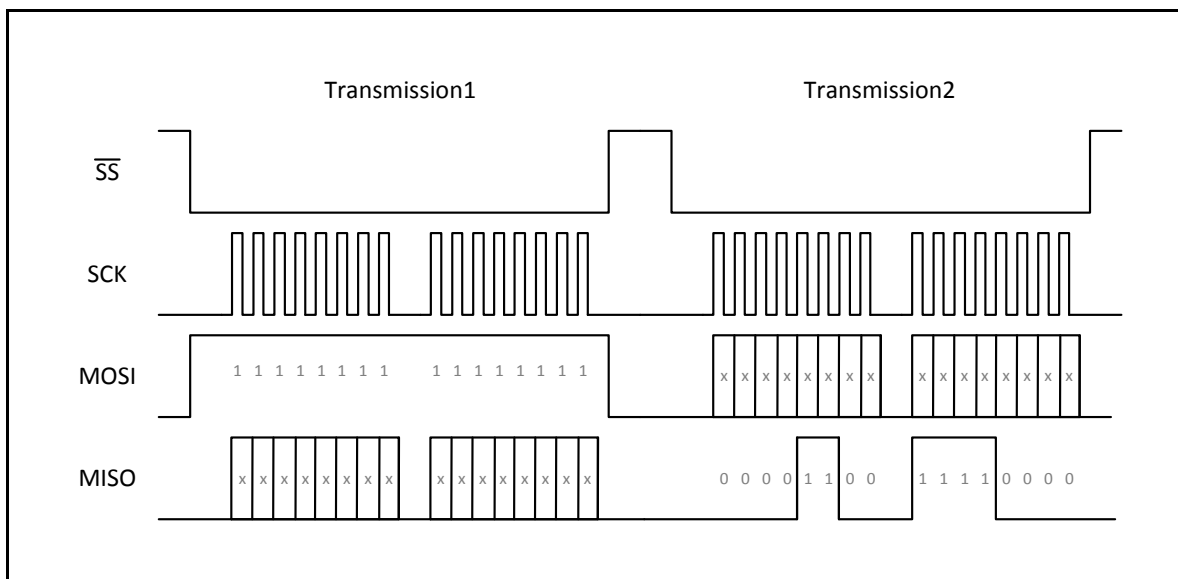 Transmission1 Transmission2
SS
SCK
MOSI 1 1 1 1 1 1 1 1 1 1 1 1 1 1 1 1 x x x x x x x x x x x x x x x x
MISO x x x x x x x x x x x x x x x x 0 0 0 0 1 1 0 0 1 1 1 1 0 0 0 0